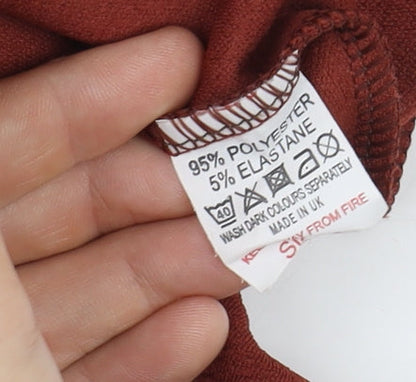 95% POLYESTER
5% ELASTANE
40
WASH DARK COLOURS SEPARATELY
MADE IN UK
FROM FIRE